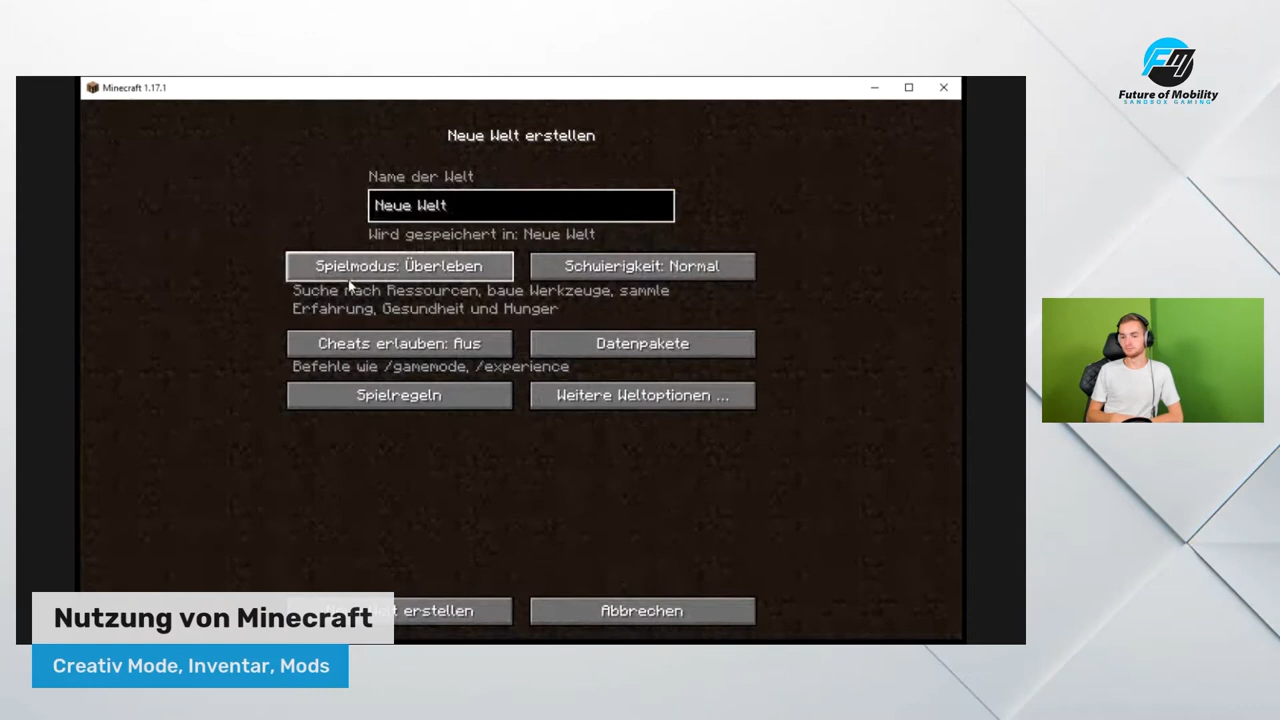 Future of Mobility
SANDBOX GAMING
Minecraft 1.17.1
Neue Welt erstellen
Name der Welt
Neue Welt
Wird gespeichert in: Neue Welt
Spielmodus: Überleben
Schwierigkeit: Normal
Suche nach Ressourcen, baue Werkzeuge, sammle
Erfahrung, Gesundheit und Hunger
Cheats erlauben: Aus
Datenpakete
Befehle wie /gamemode, /experience
Spielregeln
Weitere Weltoptionen ...
erstellen
Abbrechen
Nutzung von Minecraft
Creativ Mode, Inventar, Mods